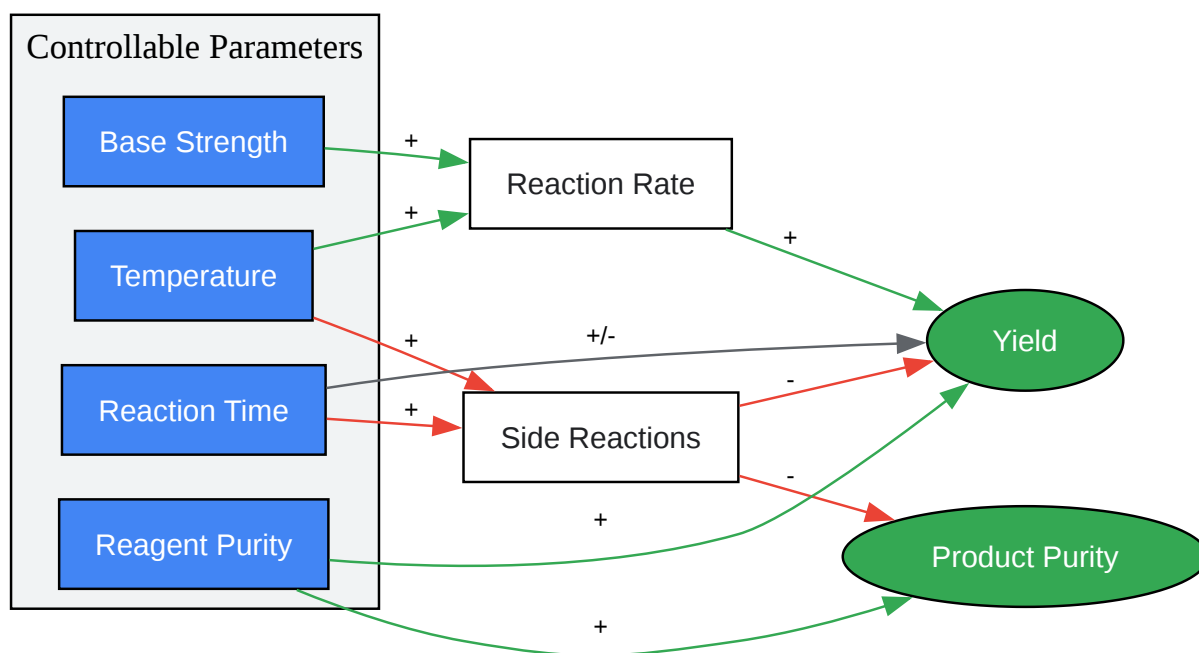 Controllable Parameters
Base Strength
+
Reaction Rate
+
Temperature
+
+
+/-
Yield
Reaction Time
+
-
Side Reactions
-
Reagent Purity
+
Product Purity
+